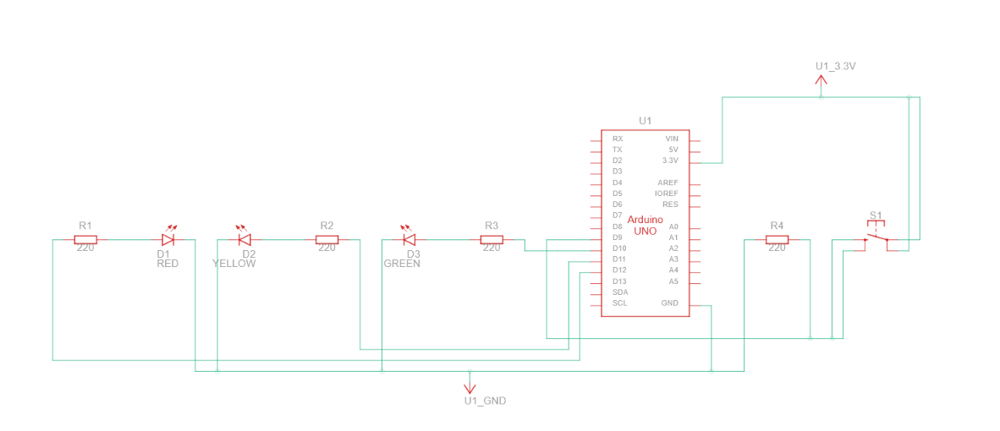 U1_3.3V
U1
RX
VIN
TX
5V
D2
3.3V
D3
D4
AREF
D5
IOREF
D6
RES
D7
Arduino
UNO
D8
A0
D9
A1
D10
A2
D11
A3
D12
A4
D13
A5
SDA
SCL
GND
R1
220
D1
RED
D2
YELLOW
R2
220
D3
GREEN
R3
220
R4
220
S1
U1_GND